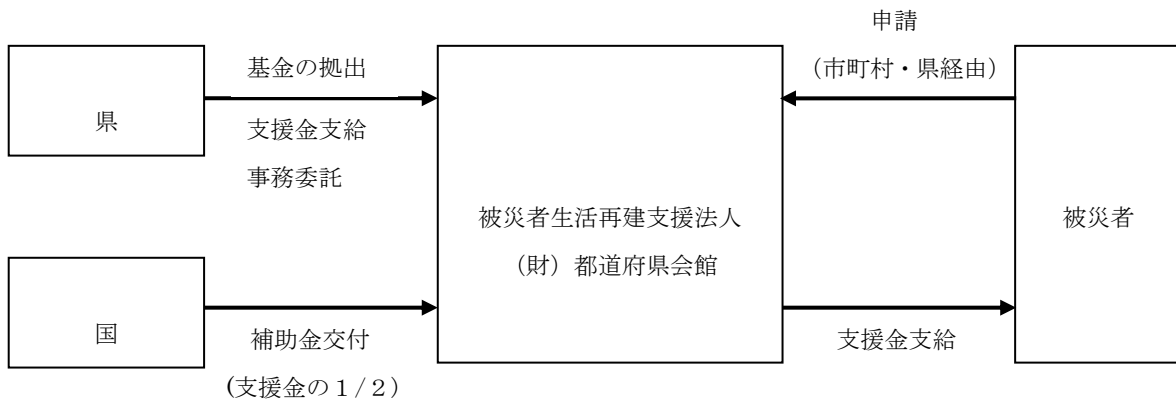 県
基金の拠出
支援金支給
事務委託
国
補助金交付
(支援金の1/2)
被災者生活再建支援法人
(財)都道府県会館
申請
(市町村・県経由)
支援金支給
被災者